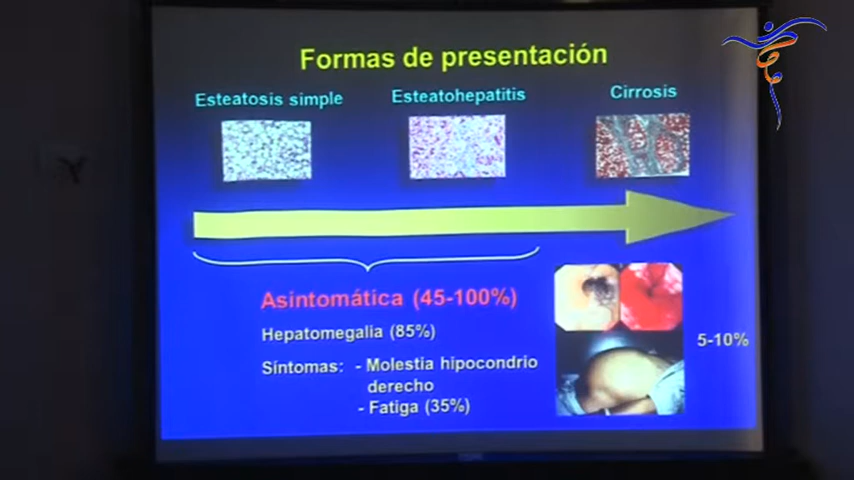 Formas de presentación
Esteatosis simple
Esteatohepatitis
Cirrosis
Asintomática (45-100%)
Hepatomegalia (85%)
Síntomas: - Molestia hipocondrio
derecho
- Fatiga (35%)
5-10%